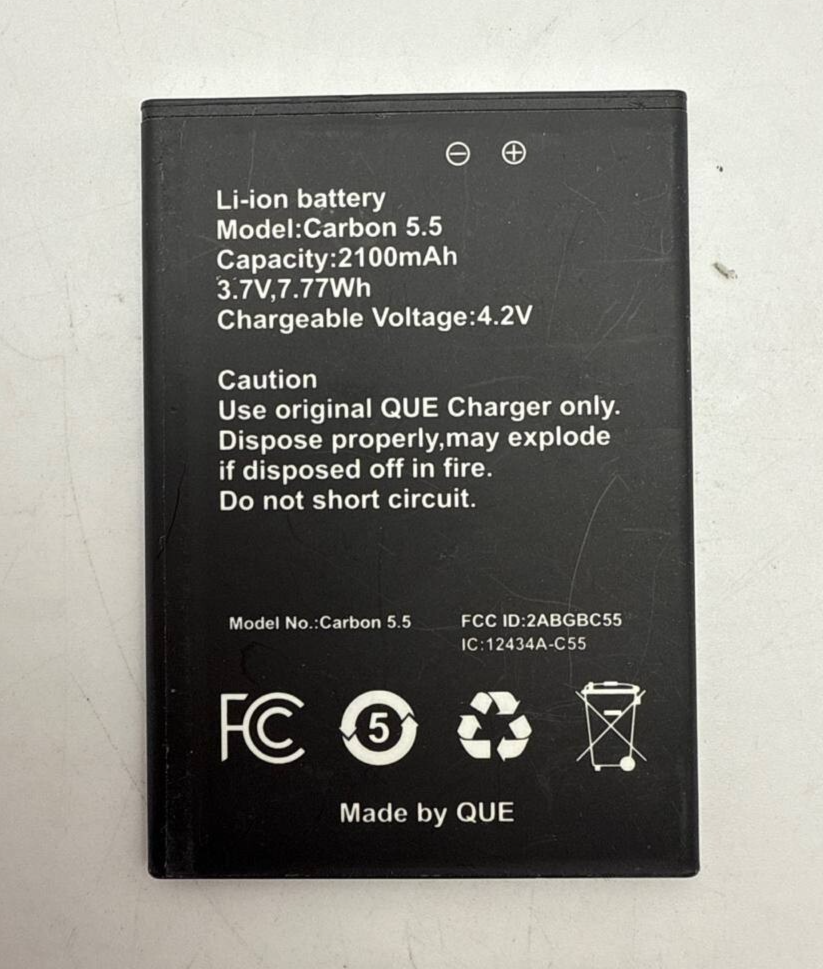 ⊖ ⊕
Li-ion battery
Model:Carbon 5.5
Capacity:2100mAh
3.7V,7.77Wh
Chargeable Voltage:4.2V
Caution
Use original QUE Charger only.
Dispose properly,may explode
if disposed off in fire.
Do not short circuit.
Model No.:Carbon 5.5
FCC ID:2ABGBC55
IC:12434A-C55
FC 5
Made by QUE